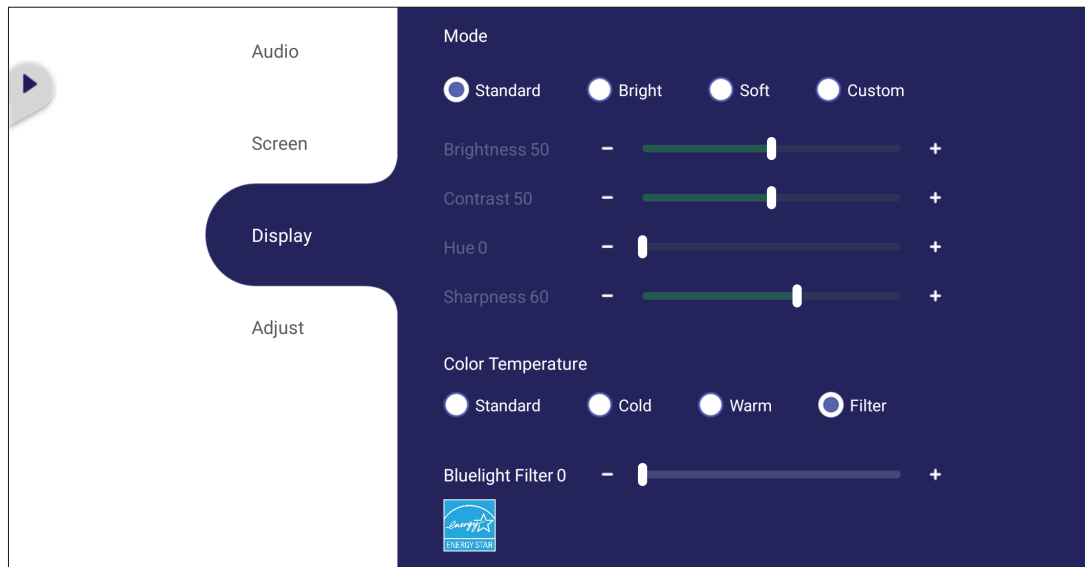 Audio
Screen
Display
Adjust
Mode
Standard Bright Soft Custom
Brightness 50 - +
Contrast 50 - +
Hue 0 - +
Sharpness 60 - +
Color Temperature
Standard Cold Warm Filter
Bluelight Filter 0 - +
energy
ENERGY STAR